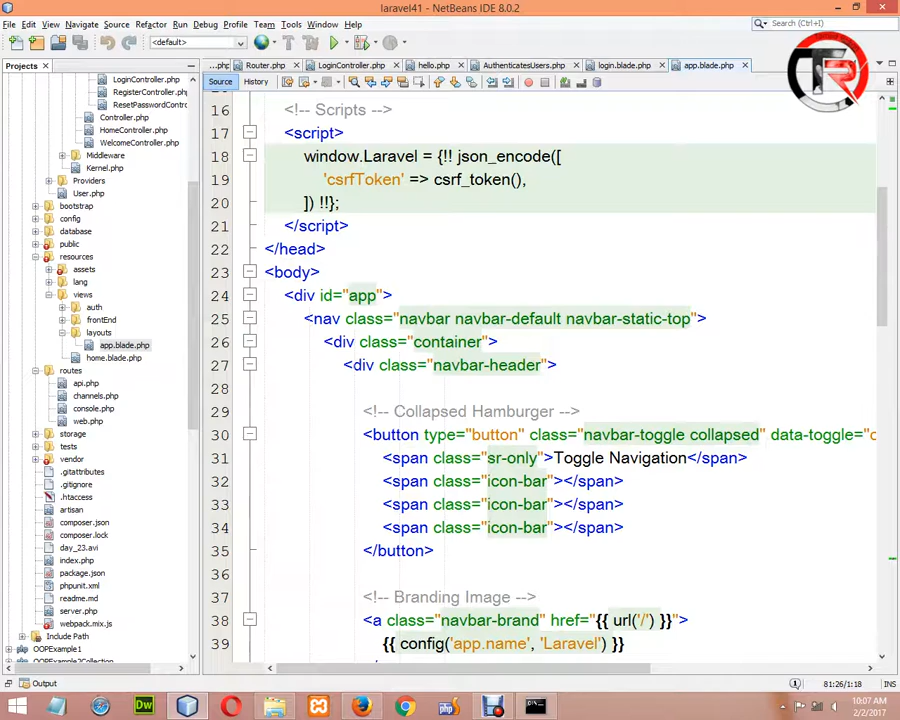 laravel41 - NetBeans IDE 8.0.2
File Edit View Navigate Source Refactor Run Debug Profile Team Tools Window Help
Search (Ctrl+I)
<default>
Projects
...php Router.php LoginController.php hello.php AuthenticatesUsers.php login.blade.php app.blade.php
Source History
LoginController.php
RegisterController.php
ResetPasswordContro
Controller.php
HomeController.php
WelcomeController.php
Middleware
Kernel.php
Providers
User.php
bootstrap
config
database
public
resources
assets
lang
views
auth
frontEnd
layouts
app.blade.php
home.blade.php
routes
api.php
channels.php
console.php
web.php
storage
tests
vendor
.gitattributes
.gitignore
.htaccess
artisan
composer.json
composer.lock
day_23.avi
index.php
package.json
phpunit.xml
readme.md
server.php
webpack.mix.js
Include Path
OOPExample1
OOPExample2Collection
16 <!-- Scripts -->
17 <script>
18 window.Laravel = {!! json_encode([
19 'csrfToken' => csrf_token(),
20 ]) !!};
21 </script>
22 </head>
23 <body>
24 <div id="app">
25 <nav class="navbar navbar-default navbar-static-top">
26 <div class="container">
27 <div class="navbar-header">
28
29 <!-- Collapsed Hamburger -->
30 <button type="button" class="navbar-toggle collapsed" data-toggle="c
31 <span class="sr-only">Toggle Navigation</span>
32 <span class="icon-bar"></span>
33 <span class="icon-bar"></span>
34 <span class="icon-bar"></span>
35 </button>
36
37 <!-- Branding Image -->
38 <a class="navbar-brand" href="{{ url('/') }}">
39 {{ config('app.name', 'Laravel') }}
Output
81:26/1:18 INS
Dw
php
10:07 AM
2/2/2017